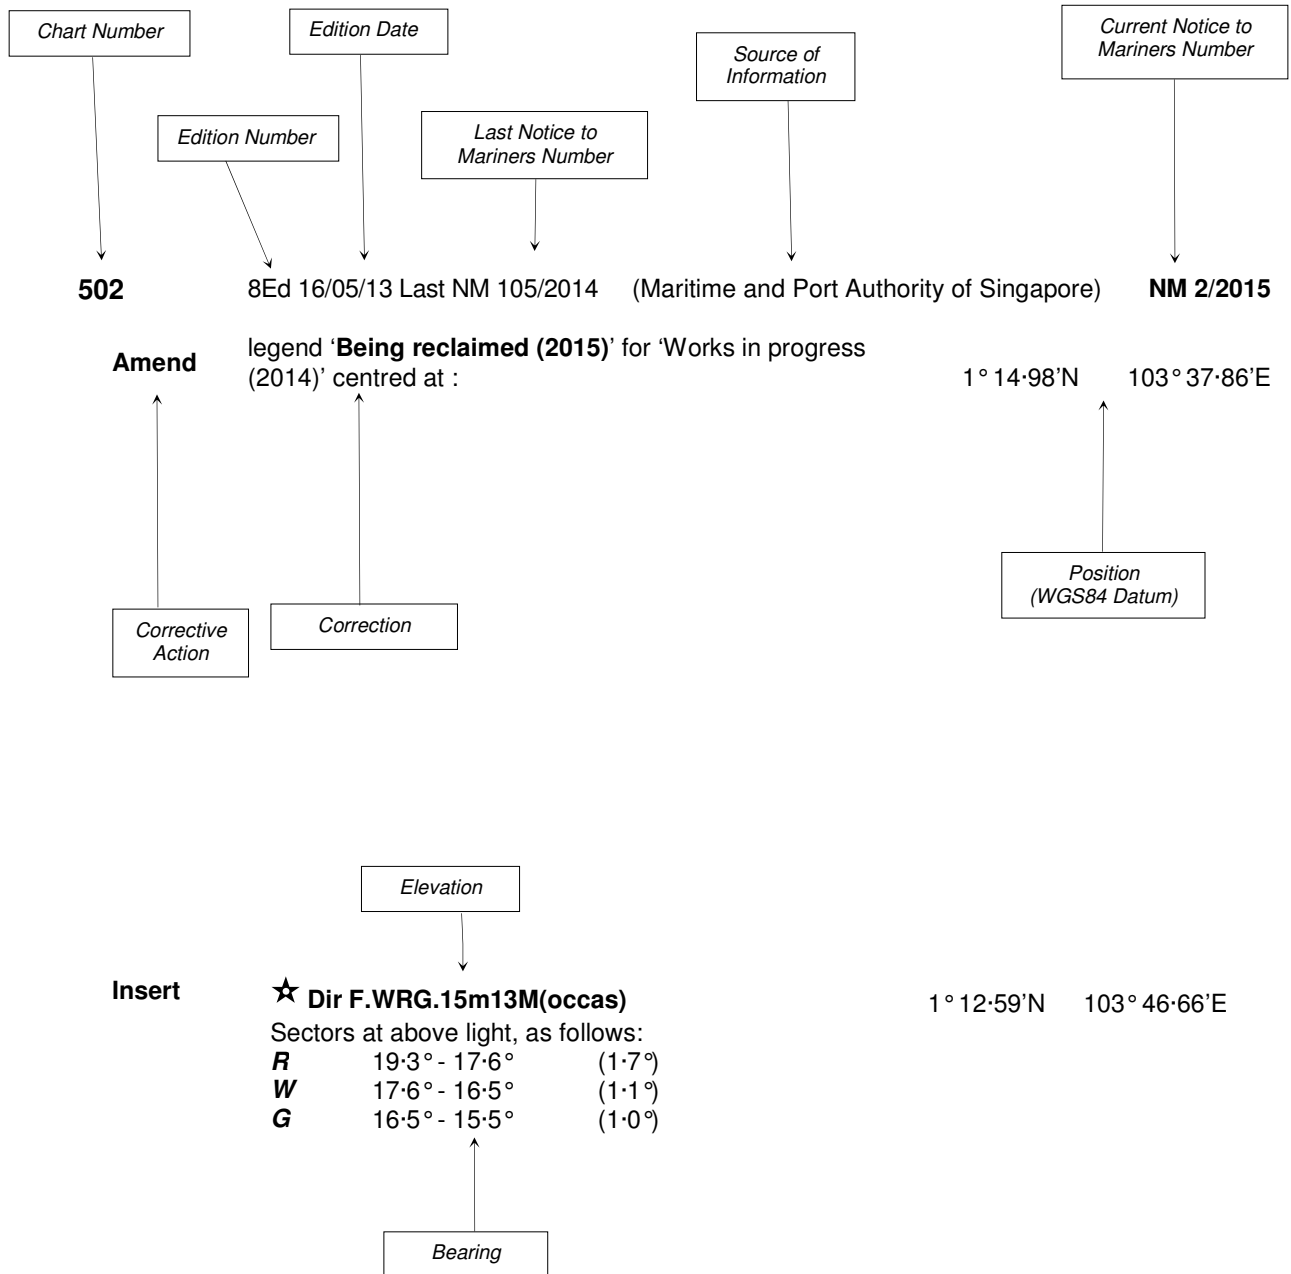 Chart Number
Edition Date
Source of
Information
Current Notice to
Mariners Number
Edition Number
Last Notice to
Mariners Number
502 8Ed 16/05/13 Last NM 105/2014 (Maritime and Port Authority of Singapore) NM 2/2015
Amend legend ‘Being reclaimed (2015)’ for ‘Works in progress
(2014)’ centred at : 1° 14·98’N 103° 37·86’E
Position
(WGS84 Datum)
Corrective
Action
Correction
Elevation
Insert Dir F.WRG.15m13M(occas) 1° 12·59’N 103° 46·66’E
Sectors at above light, as follows:
R 19·3° - 17·6° (1·7°)
W 17·6° - 16·5° (1·1°)
G 16·5° - 15·5° (1·0°)
Bearing